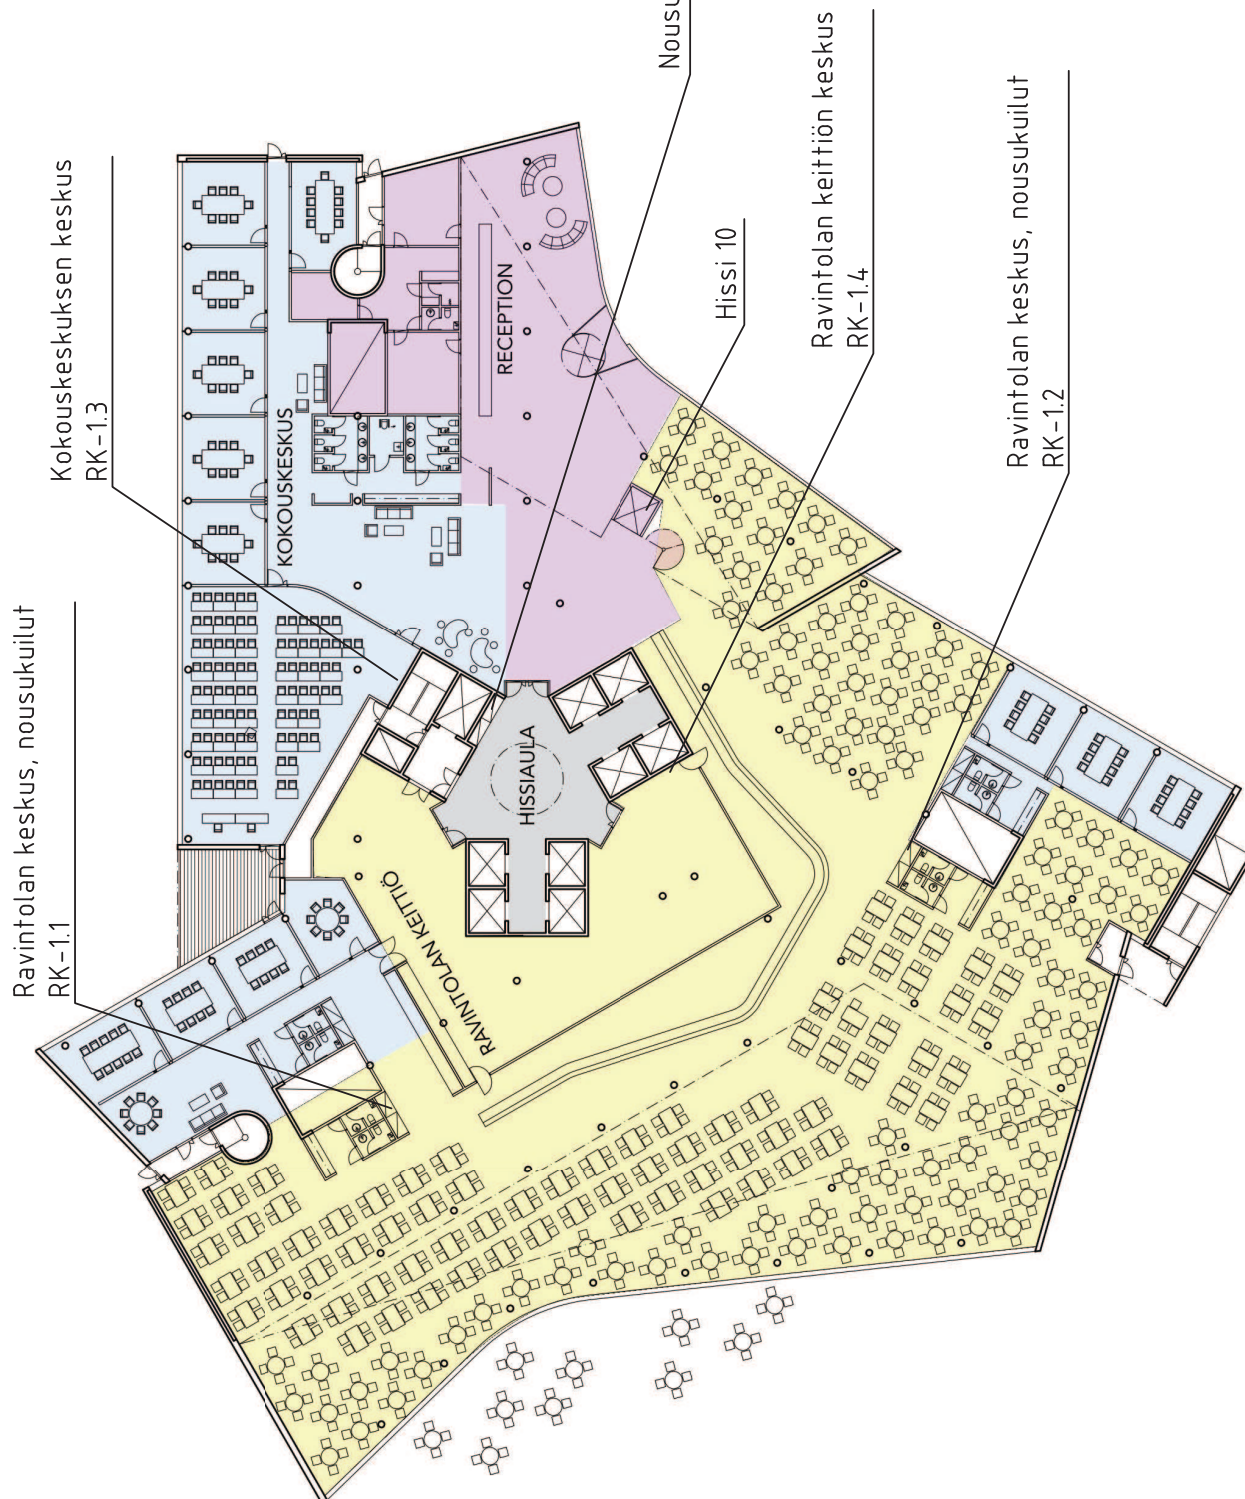 Kokouskeskuksen keskus
RK-1.3
Nousu
Ravintolan keittiön keskus
RK-1.4
Hissi 10
Ravintolan keskus, nousukuilut
RK-1.2
Ravintolan keskus, nousukuilut
RK-1.1
KOKOUSKESKUS
RECEPTION
HISSIAULA
RAVINTOLAN KEITTIÖ